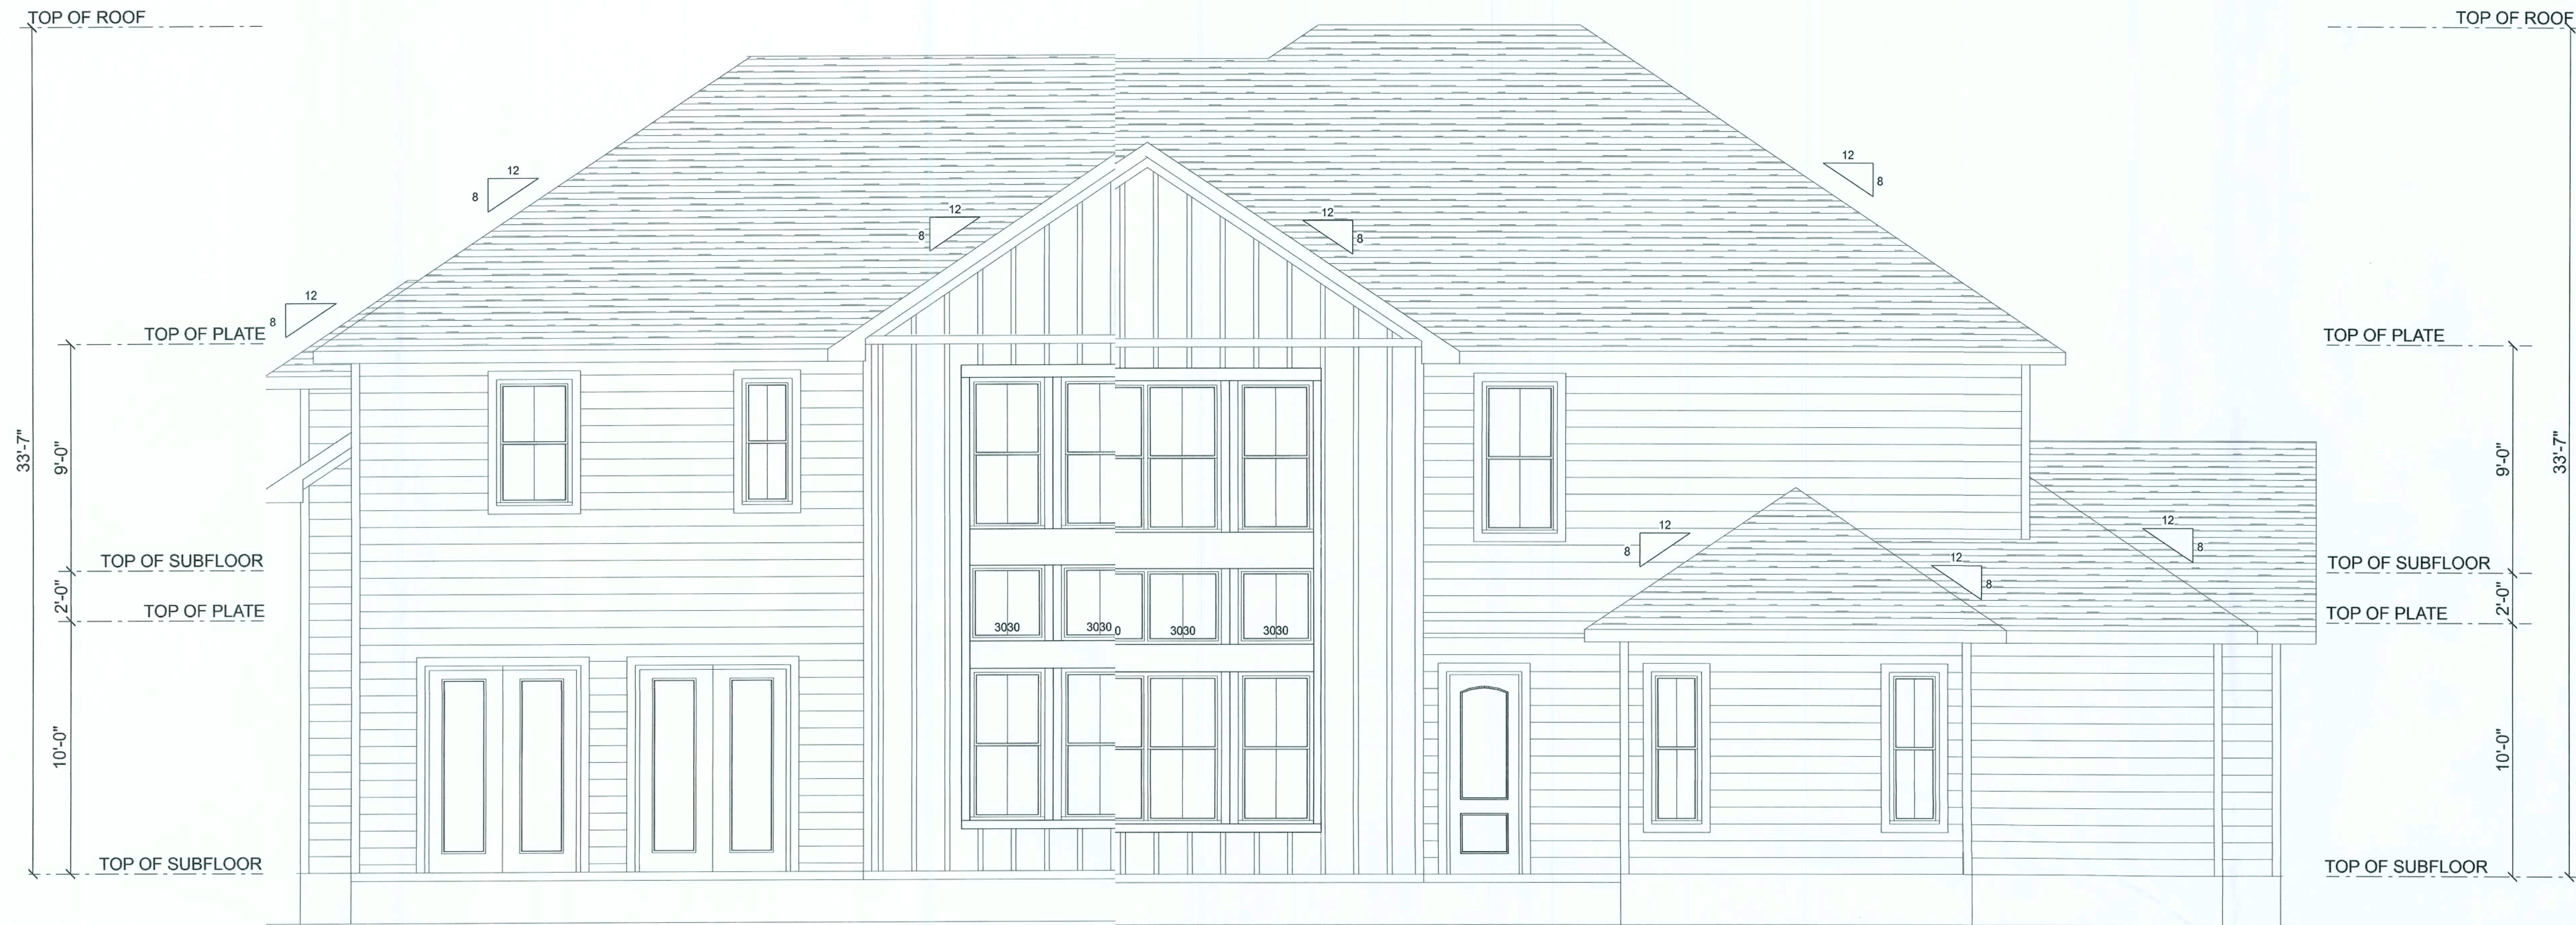 TOP OF ROOF
TOP OF ROOF
12
8
12
8
12
8
12
8
12
8
TOP OF PLATE
TOP OF PLATE
33'-7"
9'-0"
9'-0"
33'-7"
12
8
12
8
12
8
TOP OF SUBFLOOR
TOP OF SUBFLOOR
2'-0"
2'-0"
TOP OF PLATE
TOP OF PLATE
3030
3030
0
3030
3030
10'-0"
10'-0"
TOP OF SUBFLOOR
TOP OF SUBFLOOR